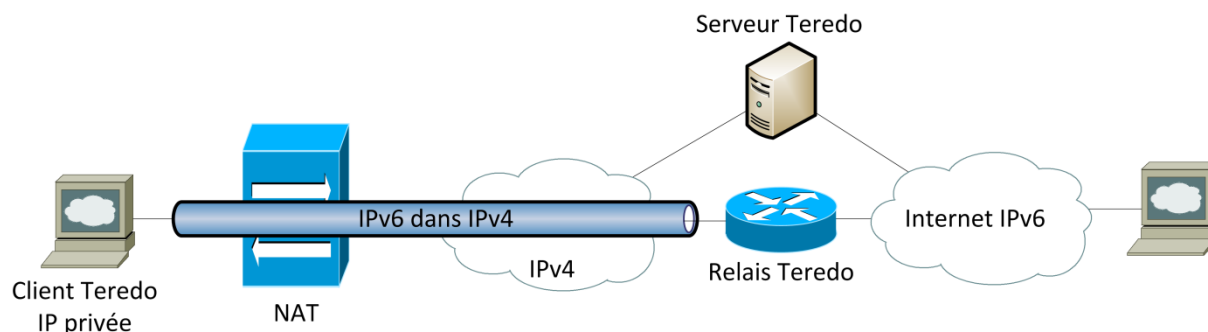 Serveur Teredo
IPv6 dans IPv4
Internet IPv6
IPv4
Relais Teredo
Client Teredo
IP privée
NAT